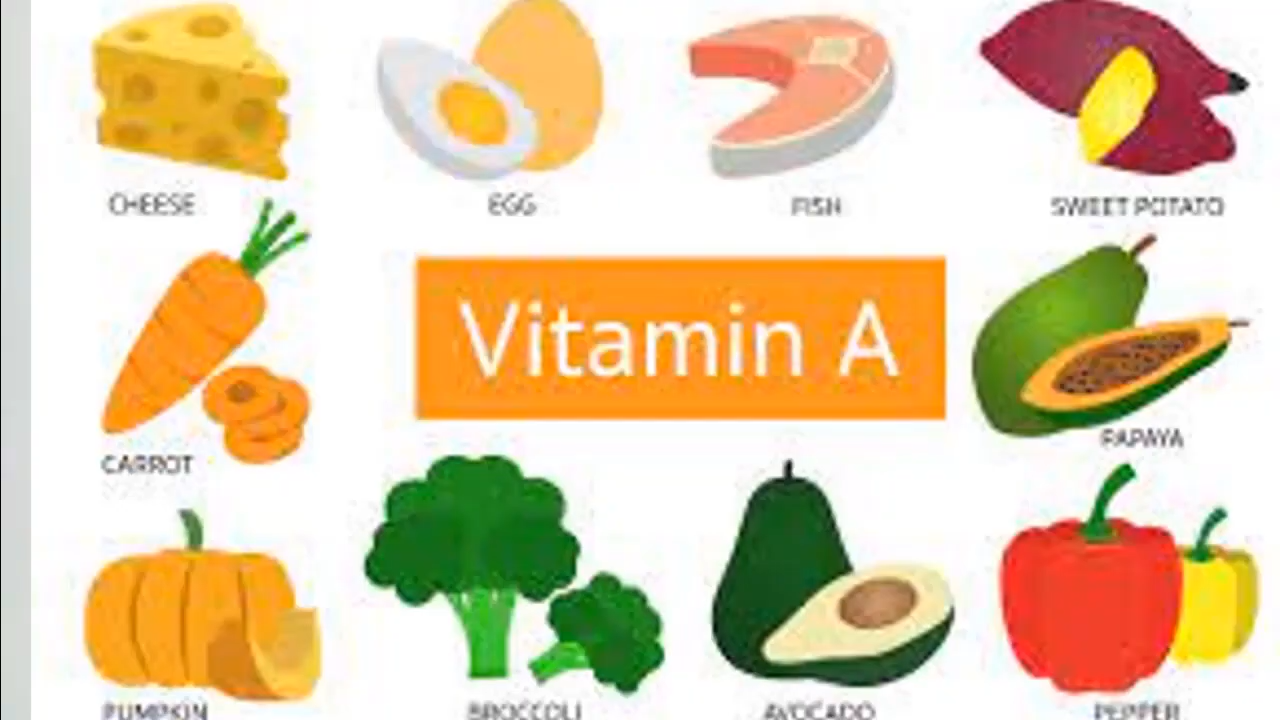 CHEESE
EGG
FISH
SWEET POTATO
Vitamin A
CARROT
PAPAYA
PUMPKIN
BROCCOLI
AVOCADO
PEPPER